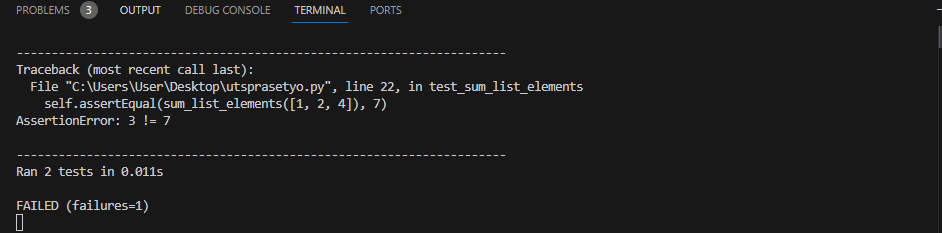 PROBLEMS 3 OUTPUT DEBUG CONSOLE TERMINAL PORTS
----------------------------------------------------------------------
Traceback (most recent call last):
  File "C:\Users\User\Desktop\utsprasetyo.py", line 22, in test_sum_list_elements
    self.assertEqual(sum_list_elements([1, 2, 4]), 7)
AssertionError: 3 != 7
----------------------------------------------------------------------
Ran 2 tests in 0.011s
FAILED (failures=1)